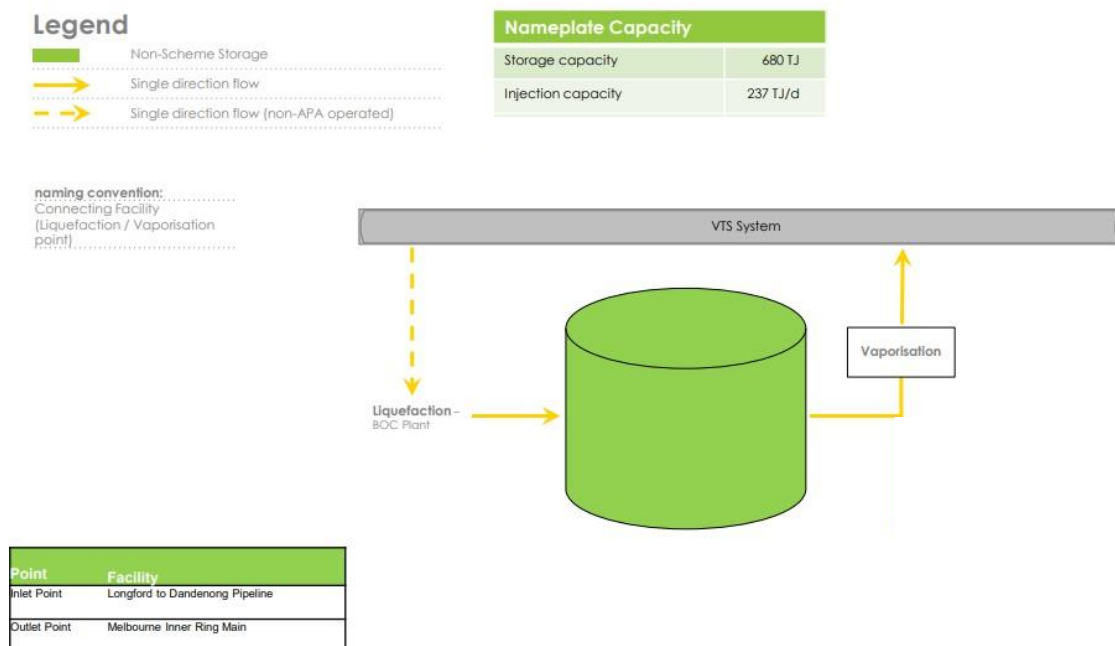 Legend
Non-Scheme Storage
Single direction flow
Single direction flow (non-APA operated)
Nameplate Capacity
Storage capacity 680 TJ
Injection capacity 237 TJ/d
naming convention:
Connecting Facility
(Liquefaction / Vaporisation
point)
VTS System
Vaporisation
Liquefaction –
BOC Plant
Point Facility
Inlet Point Longford to Dandenong Pipeline
Outlet Point Melbourne Inner Ring Main